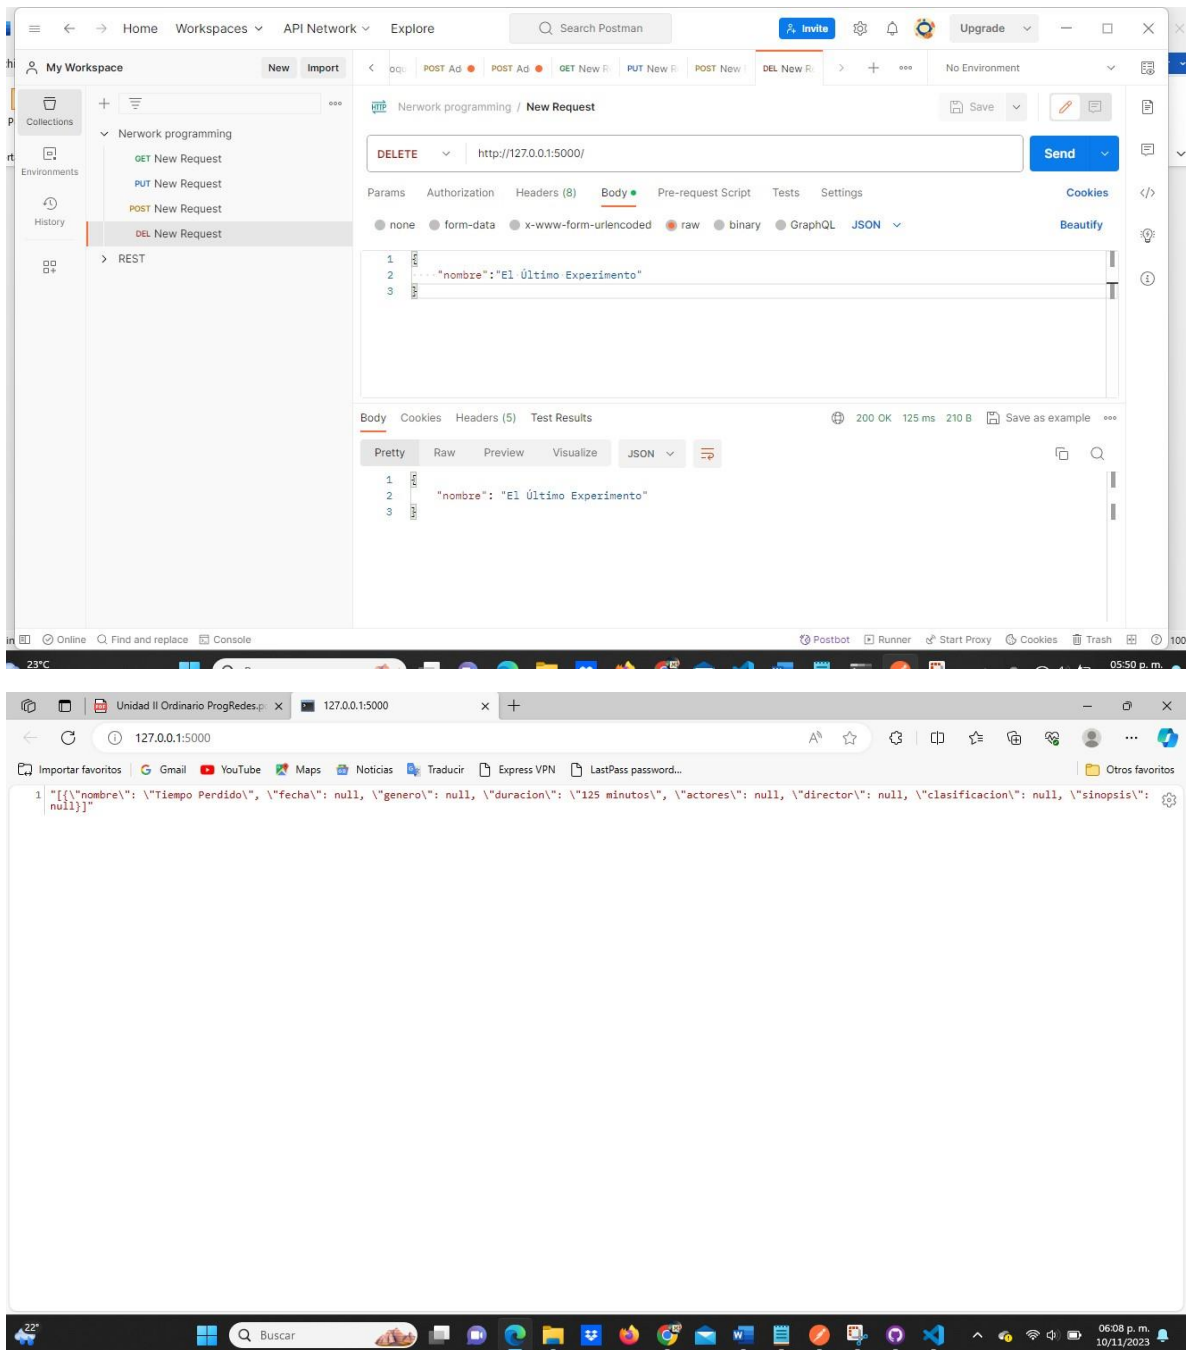 Home Workspaces API Network Explore Search Postman Invite Upgrade
My Workspace New Import POST Ad POST Ad GET New R PUT New R POST New DEL New R No Environment
Collections
Environments
History
Nerwork programming
GET New Request
PUT New Request
POST New Request
DEL New Request
REST
HTTP Nerwork programming / New Request Save
DELETE http://127.0.0.1:5000/ Send
Params Authorization Headers (8) Body Pre-request Script Tests Settings Cookies
none form-data x-www-form-urlencoded raw binary GraphQL JSON Beautify
1 {
2 "nombre":"El Último Experimento"
3 }
Body Cookies Headers (5) Test Results 200 OK 125 ms 210 B Save as example
Pretty Raw Preview Visualize JSON
1 {
2 "nombre": "El Último Experimento"
3 }
Online Find and replace Console Postbot Runner Start Proxy Cookies Trash 100
23°C 05:50 p. m.
Unidad II Ordinario ProgRedes.p 127.0.0.1:5000
127.0.0.1:5000
Importar favoritos Gmail YouTube Maps Noticias Traducir Express VPN LastPass password... Otros favoritos
1 "[{\"nombre\": \"Tiempo Perdido\", \"fecha\": null, \"genero\": null, \"duracion\": \"125 minutos\", \"actores\": null, \"director\": null, \"clasificacion\": null, \"sinopsis\":
null}]"
22° Buscar 06:08 p. m.
10/11/2023